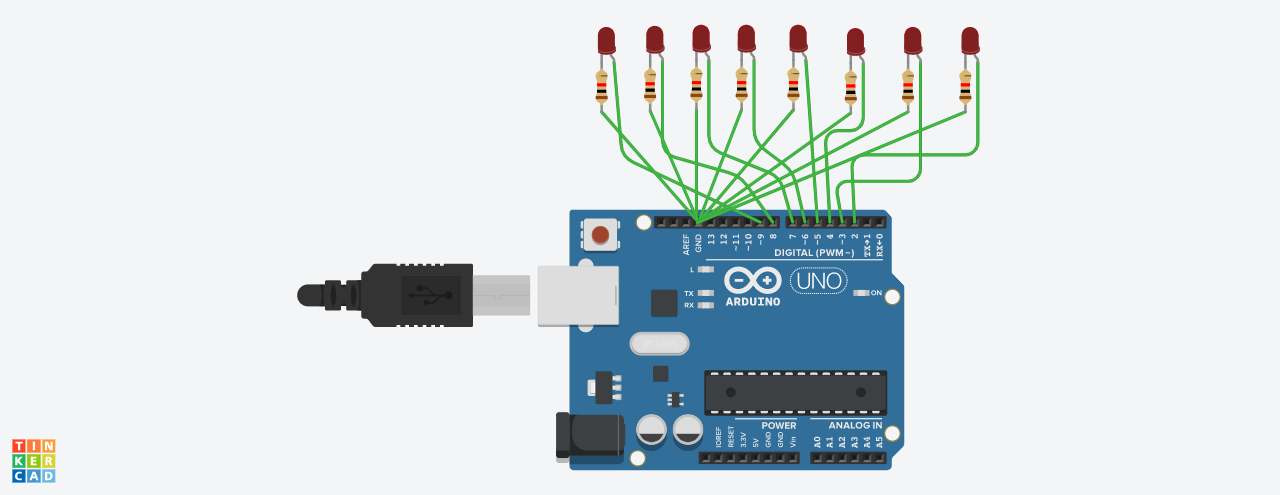 AREF
GND
13
12
~11
~10
~9
8
7
~6
~5
4
~3
2
TX→1
RX←0
DIGITAL (PWM~)
L
TX
RX
ARDUINO
UNO
ON
POWER
ANALOG IN
IOREF
RESET
3.3V
5V
GND
GND
Vin
A0
A1
A2
A3
A4
A5
TIN
KER
CAD